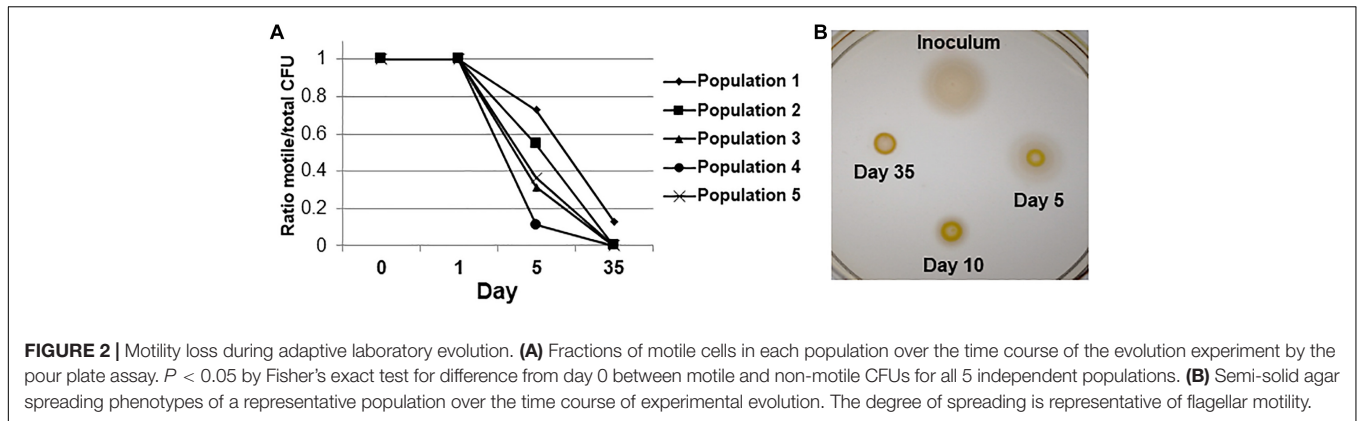 A
Ratio motile/total CFU
1
0.8
0.6
0.4
0.2
0
0 1 5 35
Day
Population 1
Population 2
Population 3
Population 4
Population 5
B
Inoculum
Day 35
Day 5
Day 10
FIGURE 2 | Motility loss during adaptive laboratory evolution. (A) Fractions of motile cells in each population over the time course of the evolution experiment by the
pour plate assay. P < 0.05 by Fisher's exact test for difference from day 0 between motile and non-motile CFUs for all 5 independent populations. (B) Semi-solid agar
spreading phenotypes of a representative population over the time course of experimental evolution. The degree of spreading is representative of flagellar motility.